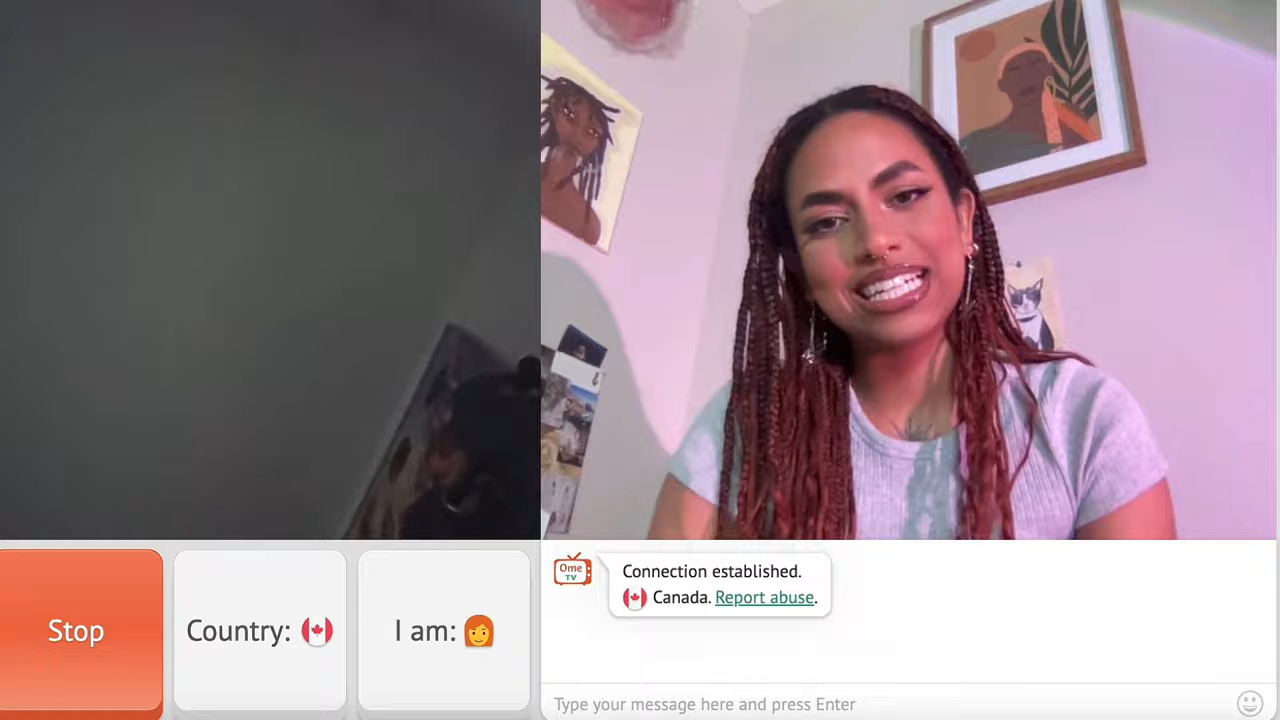 Ome
TV
Connection established.
Canada. Report abuse.
Stop
Country:
I am:
Type your message here and press Enter